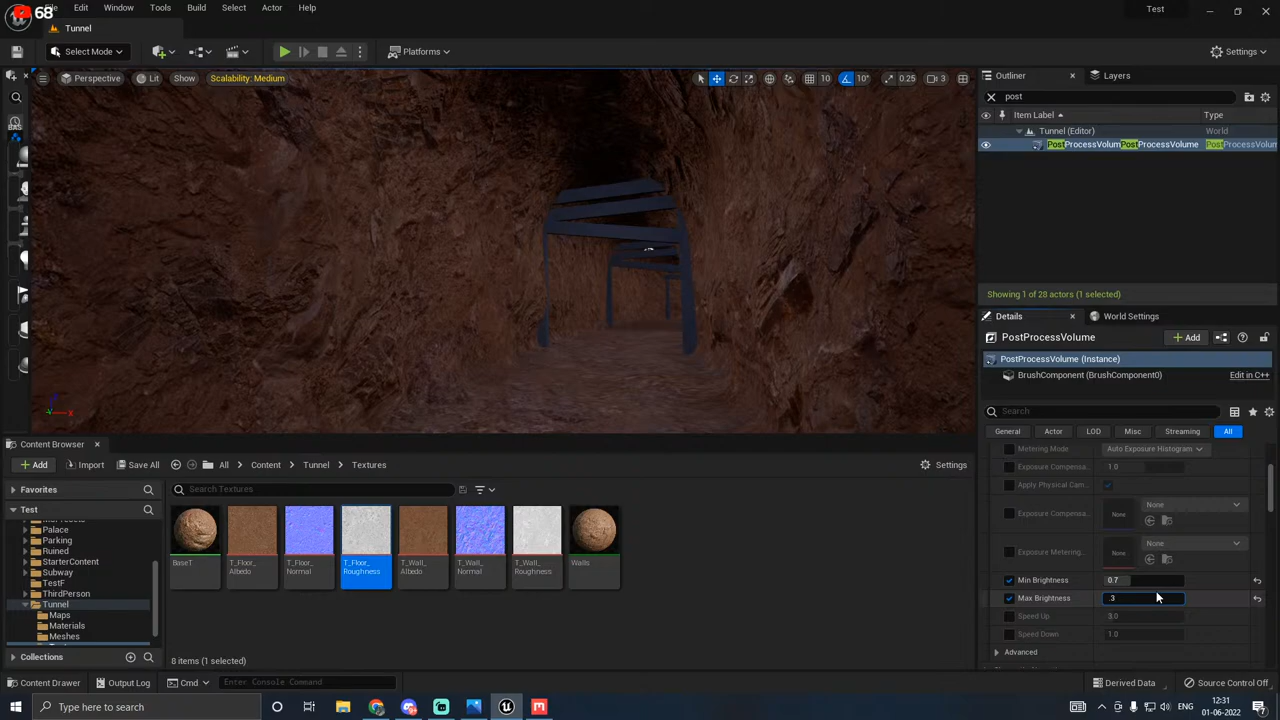 68
File Edit Window Tools Build Select Actor Help
Test
Tunnel
Select Mode
Platforms
Settings
Perspective Lit Show Scalability: Medium
10 10° 0.25 3
Outliner Layers
post
Item Label Type
Tunnel (Editor) World
PostProcessVolumPostProcessVolume PostProcessVolum
Showing 1 of 28 actors (1 selected)
Details World Settings
PostProcessVolume
Add
PostProcessVolume (Instance)
BrushComponent (BrushComponent0) Edit in C++
Search
General Actor LOD Misc Streaming All
Metering Mode Auto Exposure Histogram
Exposure Compensa 1.0
Apply Physical Cam
Exposure Compensa None None
Exposure Metering None None
Min Brightness 0.7
Max Brightness .3
Speed Up 3.0
Speed Down 1.0
Advanced
Content Browser
Add Import Save All All Content Tunnel Textures Settings
Favorites
Search Textures
Test
Palace
Parking
Ruined
StarterContent
Subway
TestF
ThirdPerson
Tunnel
Maps
Materials
Meshes
Collections
BaseT
T_Floor_Albedo
T_Floor_Normal
T_Floor_Roughness
T_Wall_Albedo
T_Wall_Normal
T_Wall_Roughness
Walls
8 items (1 selected)
Content Drawer Output Log Cmd Enter Console Command
Derived Data Source Control Off
Type here to search
ENG 12:31
01-06-2022